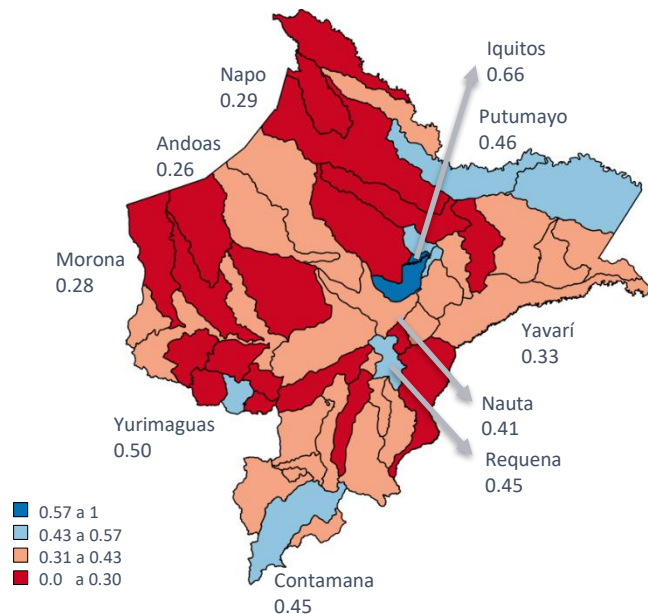 Iquitos
0.66
Napo
0.29
Putumayo
0.46
Andoas
0.26
Morona
0.28
Yavarí
0.33
Nauta
0.41
Yurimaguas
0.50
Requena
0.45
0.57 a 1
0.43 a 0.57
0.31 a 0.43
0.0 a 0.30
Contamana
0.45